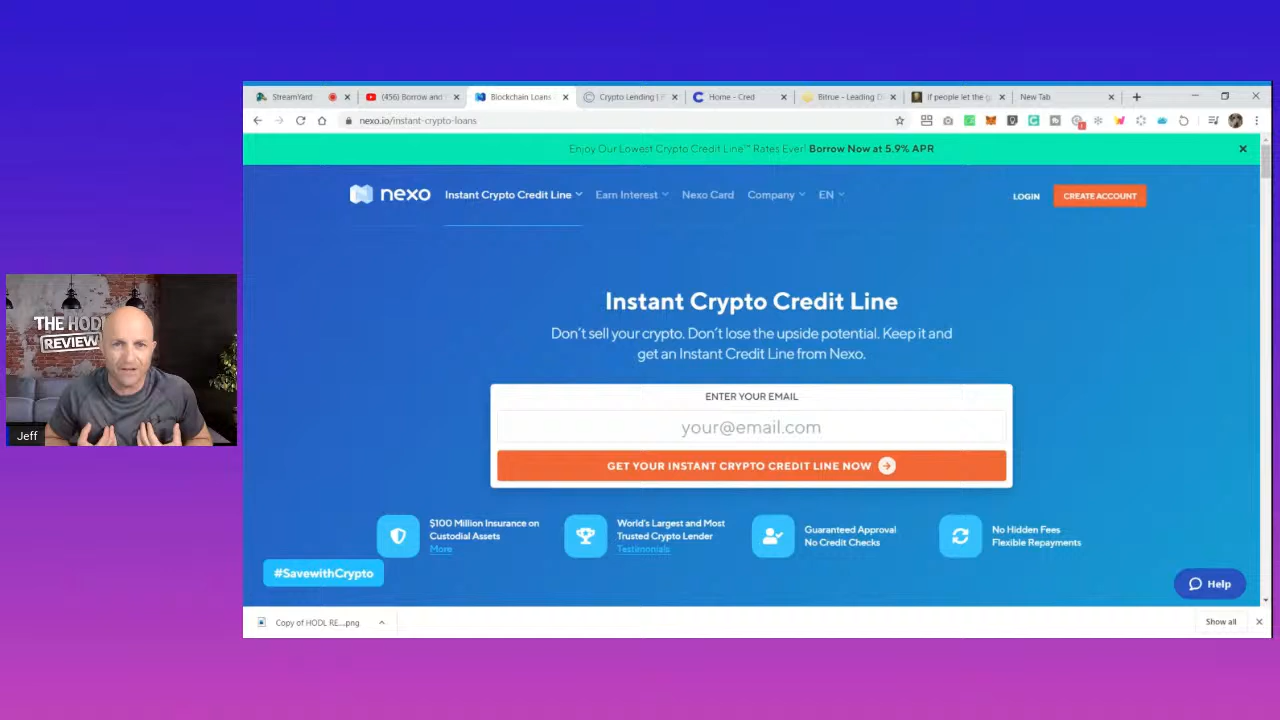 StreamYard
(456) Borrow and
Blockchain Loans
Crypto Lending |
Home - Cred
Bitrue - Leading D
If people let the g
New Tab
nexo.io/instant-crypto-loans
Enjoy Our Lowest Crypto Credit Line™ Rates Ever! Borrow Now at 5.9% APR
nexo
Instant Crypto Credit Line
Earn Interest
Nexo Card
Company
EN
LOGIN
CREATE ACCOUNT
Instant Crypto Credit Line
Don't sell your crypto. Don't lose the upside potential. Keep it and
get an Instant Credit Line from Nexo.
ENTER YOUR EMAIL
your@email.com
GET YOUR INSTANT CRYPTO CREDIT LINE NOW
$100 Million Insurance on
Custodial Assets
More
World's Largest and Most
Trusted Crypto Lender
Testimonials
Guaranteed Approval
No Credit Checks
No Hidden Fees
Flexible Repayments
#SavewithCrypto
Help
Copy of HODL RE....png
Show all
THE HODL
REVIEW
Jeff